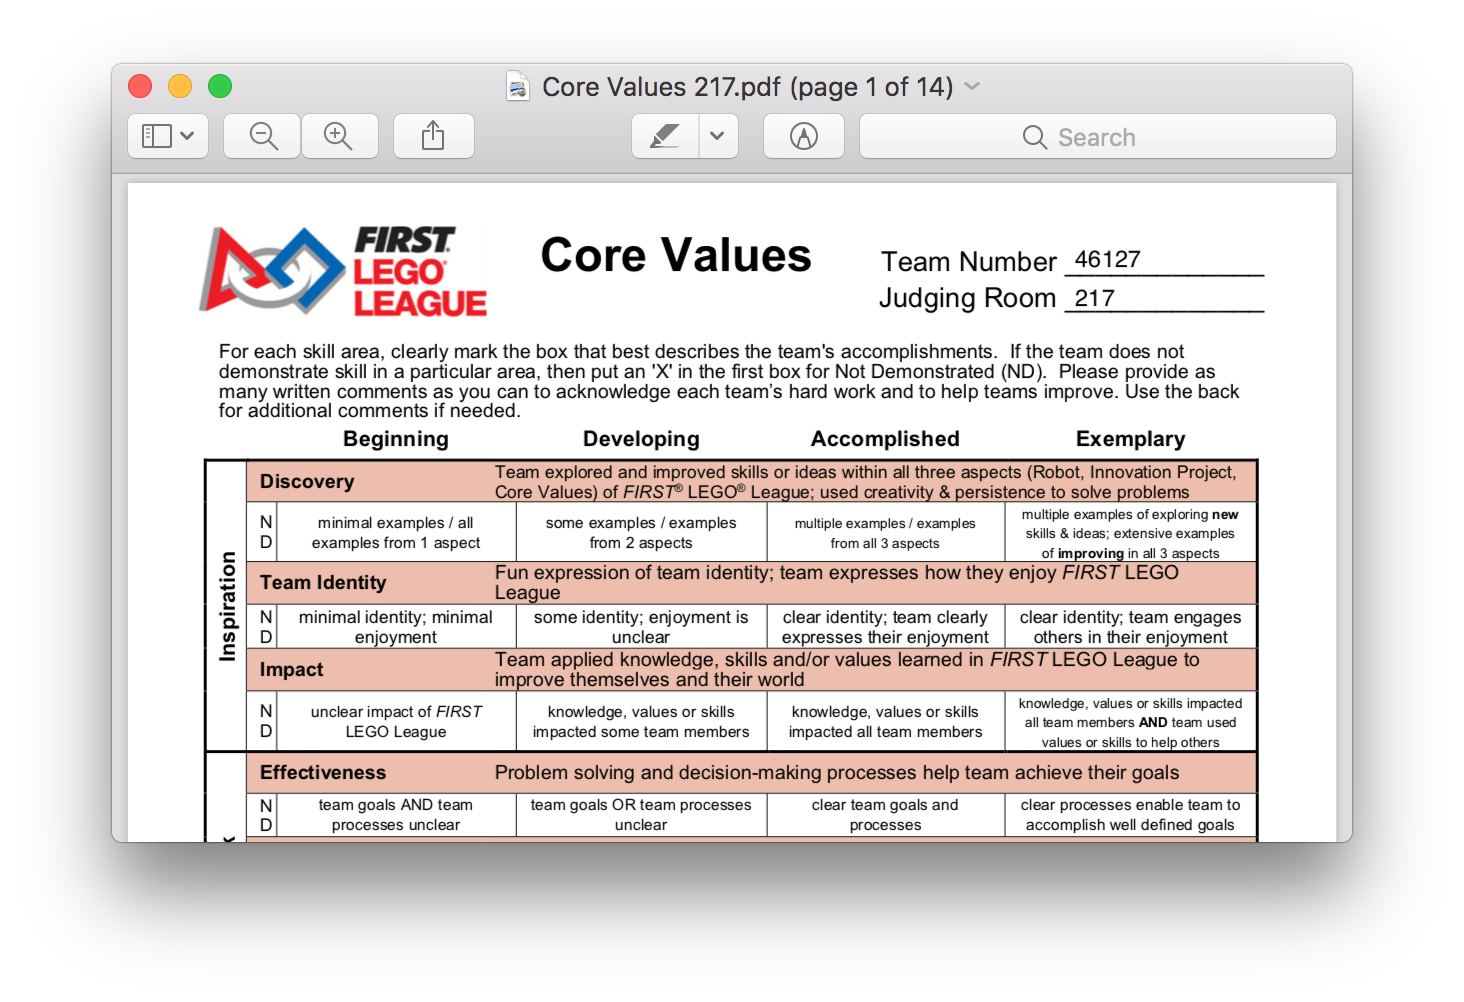 Core Values 217.pdf (page 1 of 14)
Search
FIRST®
LEGO®
LEAGUE
Core Values
Team Number 46127
Judging Room 217
For each skill area, clearly mark the box that best describes the team's accomplishments.  If the team does not
demonstrate skill in a particular area, then put an 'X' in the first box for Not Demonstrated (ND).  Please provide as
many written comments as you can to acknowledge each team’s hard work and to help teams improve. Use the back
for additional comments if needed.
Beginning Developing Accomplished Exemplary
Inspiration
Discovery
Team explored and improved skills or ideas within all three aspects (Robot, Innovation Project,
Core Values) of FIRST® LEGO® League; used creativity & persistence to solve problems
N
D
minimal examples / all
examples from 1 aspect
some examples / examples
from 2 aspects
multiple examples / examples
from all 3 aspects
multiple examples of exploring new
skills & ideas; extensive examples
of improving in all 3 aspects
Team Identity
Fun expression of team identity; team expresses how they enjoy FIRST LEGO
League
N
D
minimal identity; minimal
enjoyment
some identity; enjoyment is
unclear
clear identity; team clearly
expresses their enjoyment
clear identity; team engages
others in their enjoyment
Impact
Team applied knowledge, skills and/or values learned in FIRST LEGO League to
improve themselves and their world
N
D
unclear impact of FIRST
LEGO League
knowledge, values or skills
impacted some team members
knowledge, values or skills
impacted all team members
knowledge, values or skills impacted
all team members AND team used
values or skills to help others
Effectiveness
Problem solving and decision-making processes help team achieve their goals
N
D
team goals AND team
processes unclear
team goals OR team processes
unclear
clear team goals and
processes
clear processes enable team to
accomplish well defined goals